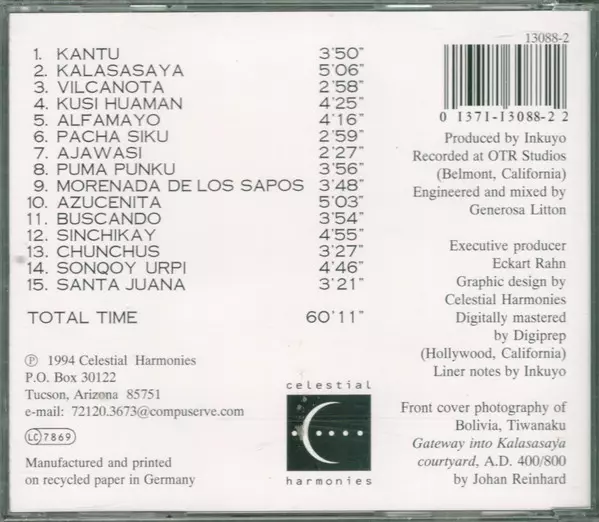 1. KANTU 3'50"
2. KALASASAYA 5'06"
3. VILCANOTA 2'58"
4. KUSI HUAMAN 4'25"
5. ALFAMAYO 4'16"
6. PACHA SIKU 2'59"
7. AJAWASI 2'27"
8. PUMA PUNKU 3'56"
9. MORENADA DE LOS SAPOS 3'48"
10. AZUCENITA 5'03"
11. BUSCANDO 3'54"
12. SINCHIKAY 4'55"
13. CHUNCHUS 3'27"
14. SONQOY URPI 4'46"
15. SANTA JUANA 3'21"
TOTAL TIME 60'11"
℗ 1994 Celestial Harmonies
P.O. Box 30122
Tucson, Arizona 85751
e-mail: 72120.3673@compuserve.com
LC 7869
Manufactured and printed
on recycled paper in Germany
celestial
harmonies
13088-2
0 1371-13088-2 2
Produced by Inkuyo
Recorded at OTR Studios
(Belmont, California)
Engineered and mixed by
Generosa Litton
Executive producer
Eckart Rahn
Graphic design by
Celestial Harmonies
Digitally mastered
by Digiprep
(Hollywood, California)
Liner notes by Inkuyo
Front cover photography of
Bolivia, Tiwanaku
Gateway into Kalasasaya
courtyard, A.D. 400/800
by Johan Reinhard